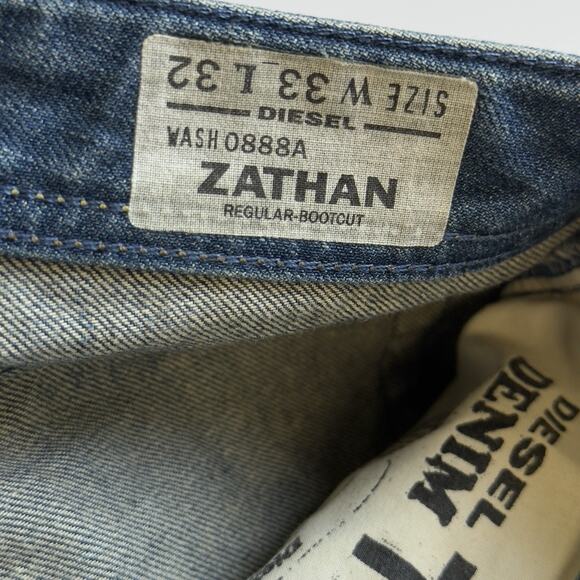 SIZE W 33 L 32
DIESEL
WASH 0888A
ZATHAN
REGULAR-BOOTCUT
DIESEL
DENIM